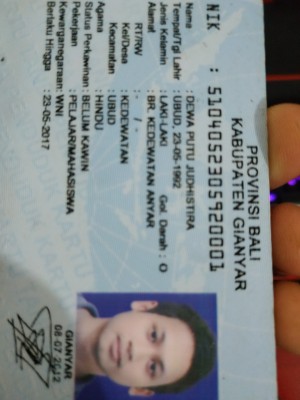 PROVINSI BALI
KABUPATEN GIANYAR
NIK : 5104052305920001
Nama : DEWA PUTU JUDHISTIRA
Tempat/Tgl Lahir : UBUD, 23-05-1992
Jenis Kelamin : LAKI-LAKI Gol. Darah : O
Alamat : BR. KEDEWATAN ANYAR
RT/RW : - / -
Kel/Desa : KEDEWATAN
Kecamatan : UBUD
Agama : HINDU
Status Perkawinan: BELUM KAWIN
Pekerjaan : PELAJAR/MAHASISWA
Kewarganegaraan: WNI
Berlaku Hingga : 23-05-2017
GIANYAR
06-07-2012